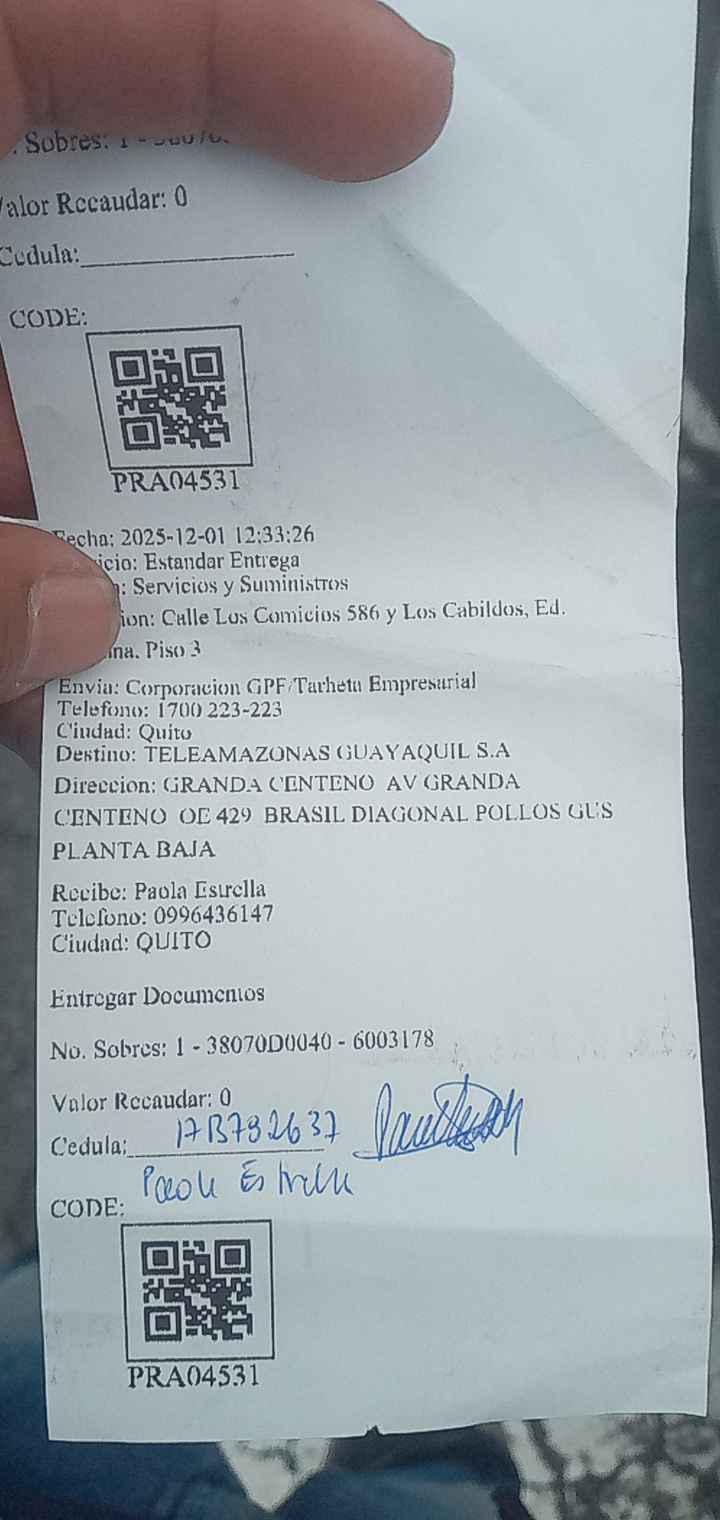 . Sobres: 1 -
Valor Recaudar: 0
Cedula:
CODE:
PRA04531
Fecha: 2025-12-01 12:33:26
icio: Estandar Entrega
: Servicios y Suministros
ion: Calle Los Comicios 586 y Los Cabildos, Ed.
na. Piso 3
Envia: Corporacion GPF/Tarheta Empresarial
Telefono: 1700 223-223
Ciudad: Quito
Destino: TELEAMAZONAS GUAYAQUIL S.A
Direccion: GRANDA CENTENO AV GRANDA
CENTENO OE 429 BRASIL DIAGONAL POLLOS GUS
PLANTA BAJA
Recibe: Paola Estrella
Telefono: 0996436147
Ciudad: QUITO
Entregar Documentos
No. Sobres: 1 - 38070D0040 - 6003178
Valor Recaudar: 0
Cedula:
Paola Estrella
CODE:
PRA04531